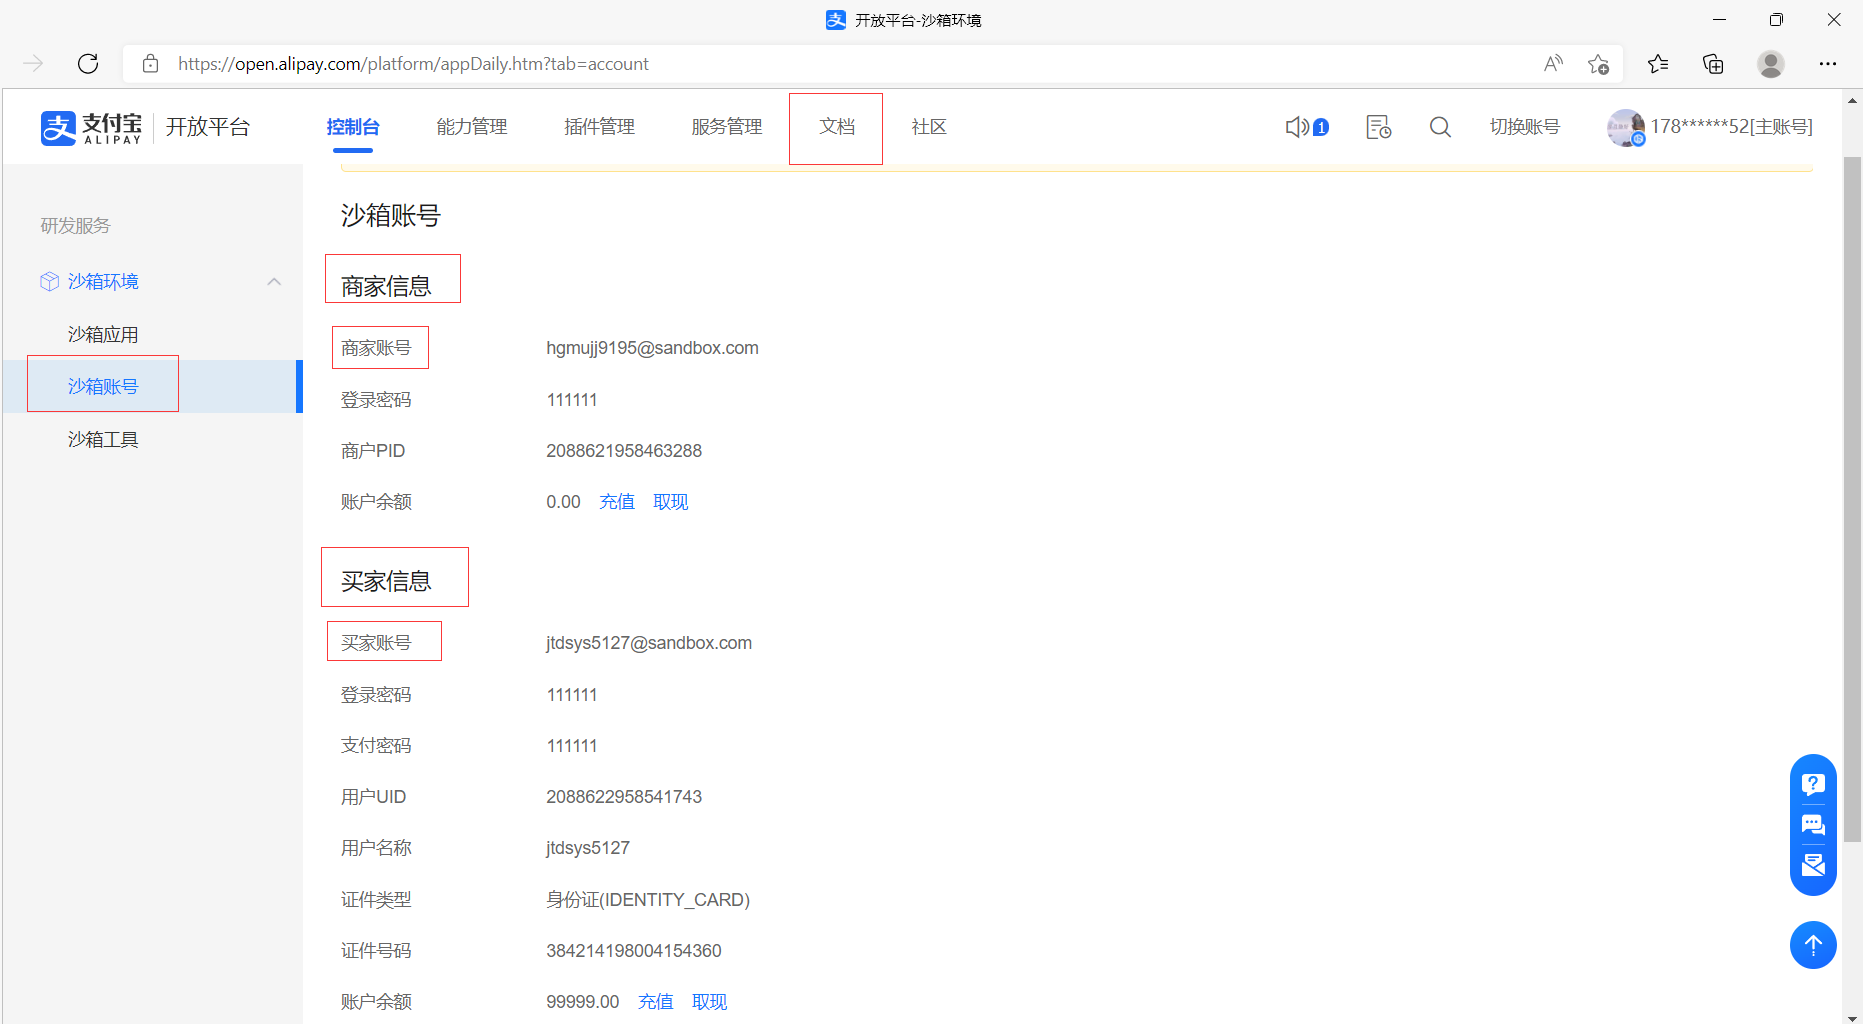 开放平台-沙箱环境
https://open.alipay.com/platform/appDaily.htm?tab=account
支付宝 ALIPAY 开放平台 控制台 能力管理 插件管理 服务管理 文档 社区 1 切换账号 178******52[主账号]
研发服务
沙箱环境
沙箱应用
沙箱账号
沙箱工具
沙箱账号
商家信息
商家账号 hgmujj9195@sandbox.com
登录密码 111111
商户PID 2088621958463288
账户余额 0.00 充值 取现
买家信息
买家账号 jtdsys5127@sandbox.com
登录密码 111111
支付密码 111111
用户UID 2088622958541743
用户名称 jtdsys5127
证件类型 身份证(IDENTITY_CARD)
证件号码 384214198004154360
账户余额 99999.00 充值 取现